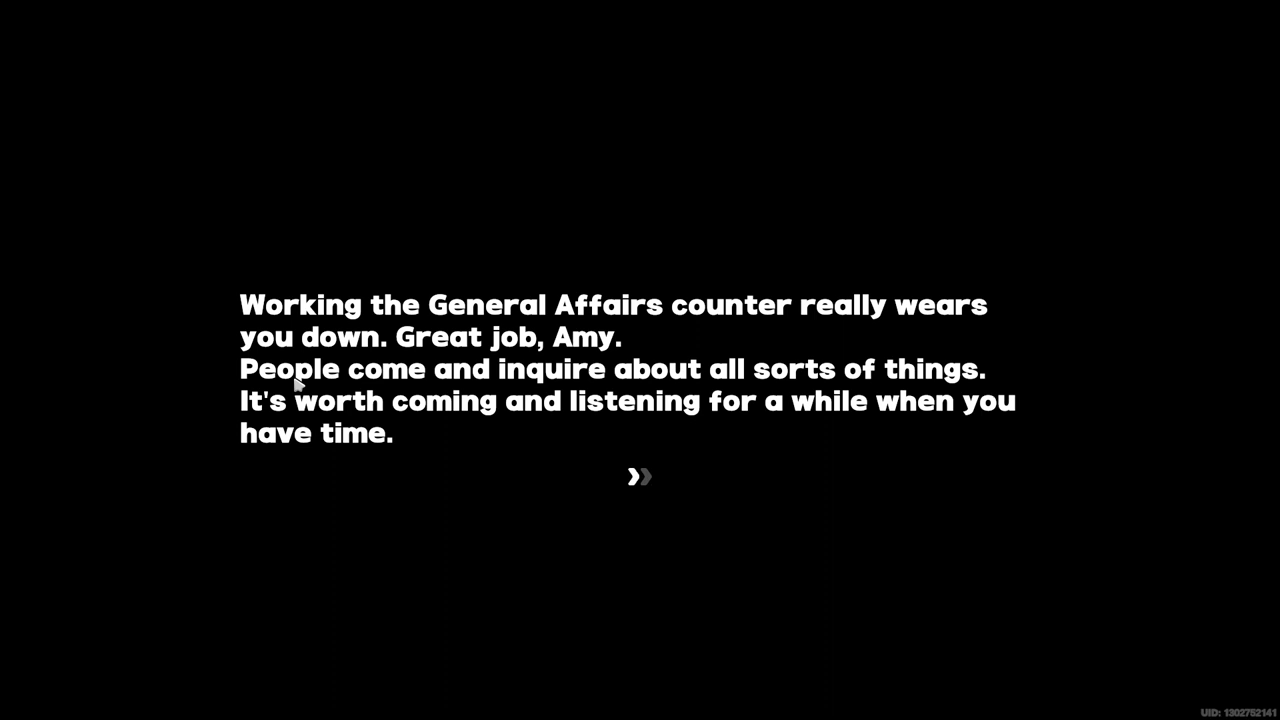 Working the General Affairs counter really wears
you down. Great job, Amy.
People come and inquire about all sorts of things.
It's worth coming and listening for a while when you
have time.
UID: 1302752141